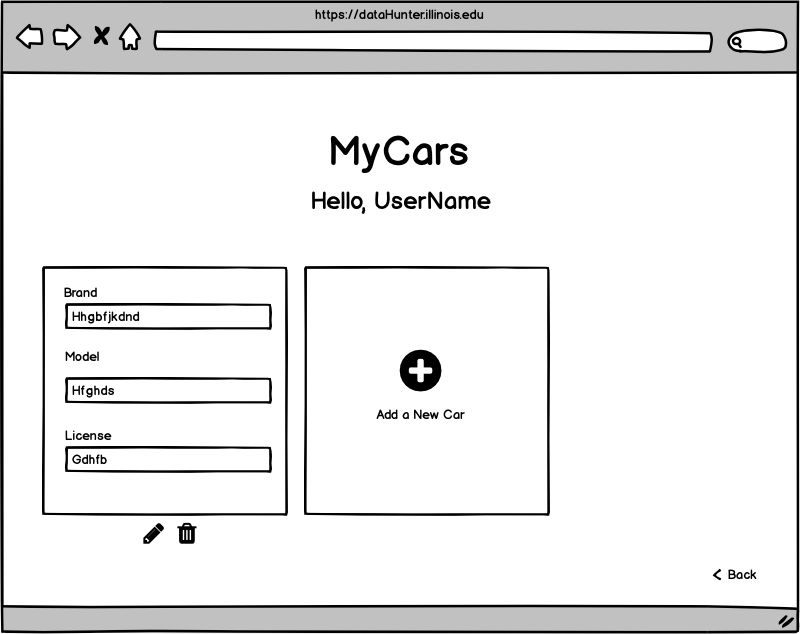 https://dataHunter.illinois.edu
MyCars
Hello, UserName
Brand
Hhgbfjkdnd
Model
Hfghds
License
Gdhfb
Add a New Car
Back